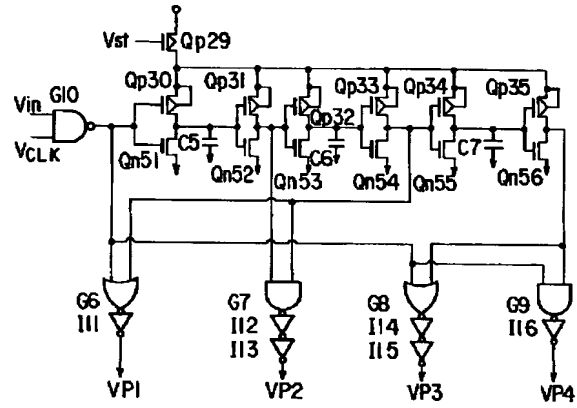 Vst
Qp29
Qp30
Qp31
Qp32
Qp33
Qp34
Qp35
G10
Vin
VCLK
Qn51
C5
Qn52
Qn53
C6
Qn54
Qn55
C7
Qn56
G6
G7
G8
G9
I11
I12
I13
I14
I15
I16
VP1
VP2
VP3
VP4